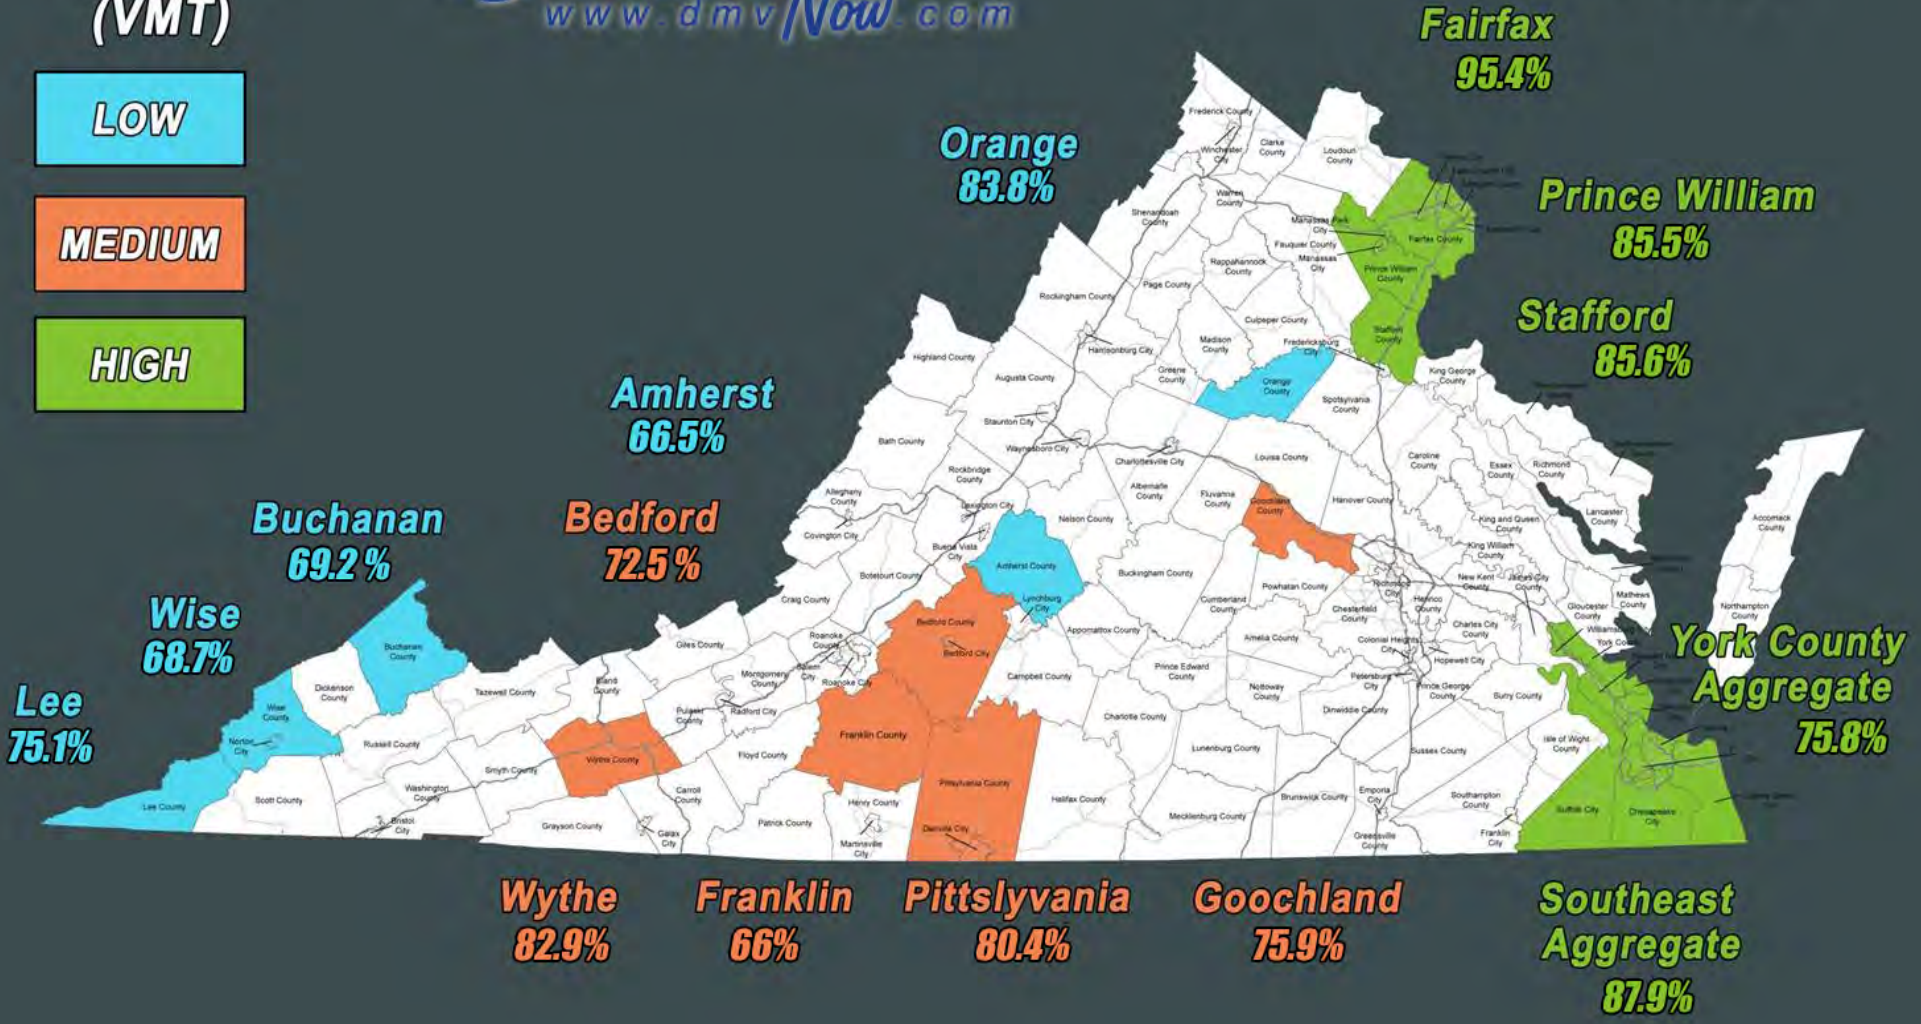 (VMT)
www.dmvNow.com
LOW
MEDIUM
HIGH
Fairfax
95.4%
Orange
83.8%
Prince William
85.5%
Stafford
85.6%
Amherst
66.5%
Buchanan
69.2%
Bedford
72.5%
Wise
68.7%
Lee
75.1%
York County
Aggregate
75.8%
Wythe
82.9%
Franklin
66%
Pittslyvania
80.4%
Goochland
75.9%
Southeast
Aggregate
87.9%
Frederick County
Winchester
City
Clarke
County
Loudoun
County
Warren
County
Shenandoah
County
Manassas Park
City
Fauquier County
Manassas
City
Fairfax County
Prince William
County
Rappahannock
County
Page County
Rockingham County
Culpeper County
Madison
County
Fredericksburg
City
Stafford
County
Harrisonburg City
Highland County
Greene
County
Augusta County
Orange
County
King George
County
Spotsylvania
County
Staunton City
Bath County
Waynesboro City
Charlottesville City
Louisa County
Caroline
County
Essex
County
Richmond
County
Rockbridge
County
Albemarle
County
Fluvanna
County
Goochland
County
Hanover County
Alleghany
County
Lexington City
Nelson County
King and Queen
County
Lancaster
County
Accomack
County
Covington City
Buena Vista
City
King William
County
Amherst County
Buckingham County
Botetourt County
Powhatan County
Richmond
City
New Kent
County
James City
County
Craig County
Lynchburg
City
Cumberland
County
Henrico
County
Chesterfield
County
Gloucester
County
Mathews
County
Northampton
County
Bedford County
Appomattox County
Amelia County
Charles City
County
Colonial Heights
City
Giles County
Roanoke
County
Bedford City
Hopewell City
Buchanan
County
Salem
City
Roanoke City
Montgomery
County
Campbell County
Prince Edward
County
Nottoway
County
Petersburg
City
Prince George
County
Surry County
Dickenson
County
Tazewell County
Bland
County
Pulaski
County
Radford City
Wise
County
Norton
City
Russell County
Charlotte County
Dinwiddie County
Franklin County
Lunenburg County
Sussex County
Isle of Wight
County
Floyd County
Smyth County
Wythe County
Washington
County
Pittsylvania County
Lee County
Scott County
Carroll
County
Henry County
Halifax County
Brunswick County
Emporia
City
Southampton
County
Suffolk City
Chesapeake
City
Bristol
City
Grayson County
Galax
City
Patrick County
Martinsville
City
Danville City
Mecklenburg County
Greensville
County
Franklin
City